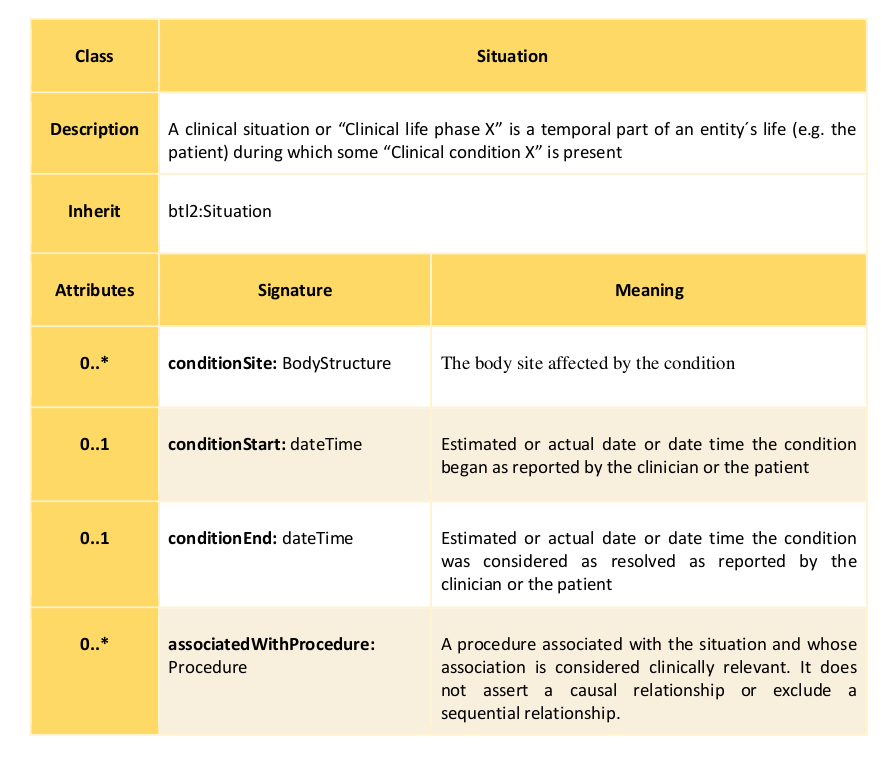 Class
Situation
Description
A clinical situation or “Clinical life phase X” is a temporal part of an entity´s life (e.g. the
patient) during which some “Clinical condition X” is present
Inherit
btl2:Situation
Attributes
Signature
Meaning
0..*
conditionSite: BodyStructure
The body site affected by the condition
0..1
conditionStart: dateTime
Estimated or actual date or date time the condition
began as reported by the clinician or the patient
0..1
conditionEnd: dateTime
Estimated or actual date or date time the condition
was considered as resolved as reported by the
clinician or the patient
0..*
associatedWithProcedure:
Procedure
A procedure associated with the situation and whose
association is considered clinically relevant. It does
not assert a causal relationship or exclude a
sequential relationship.